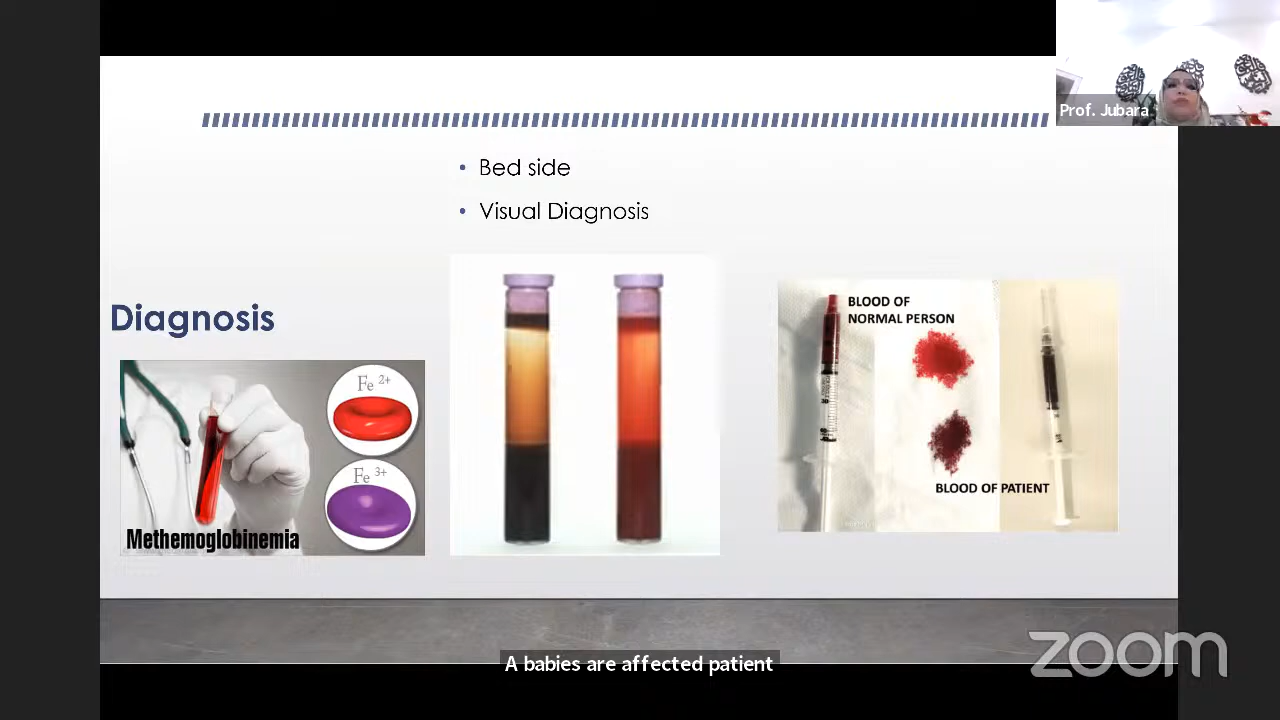 Prof. Jubara
• Bed side
• Visual Diagnosis
Diagnosis
Fe 2+
Fe 3+
Methemoglobinemia
BLOOD OF
NORMAL PERSON
BLOOD OF PATIENT
A babies are affected patient
zoom